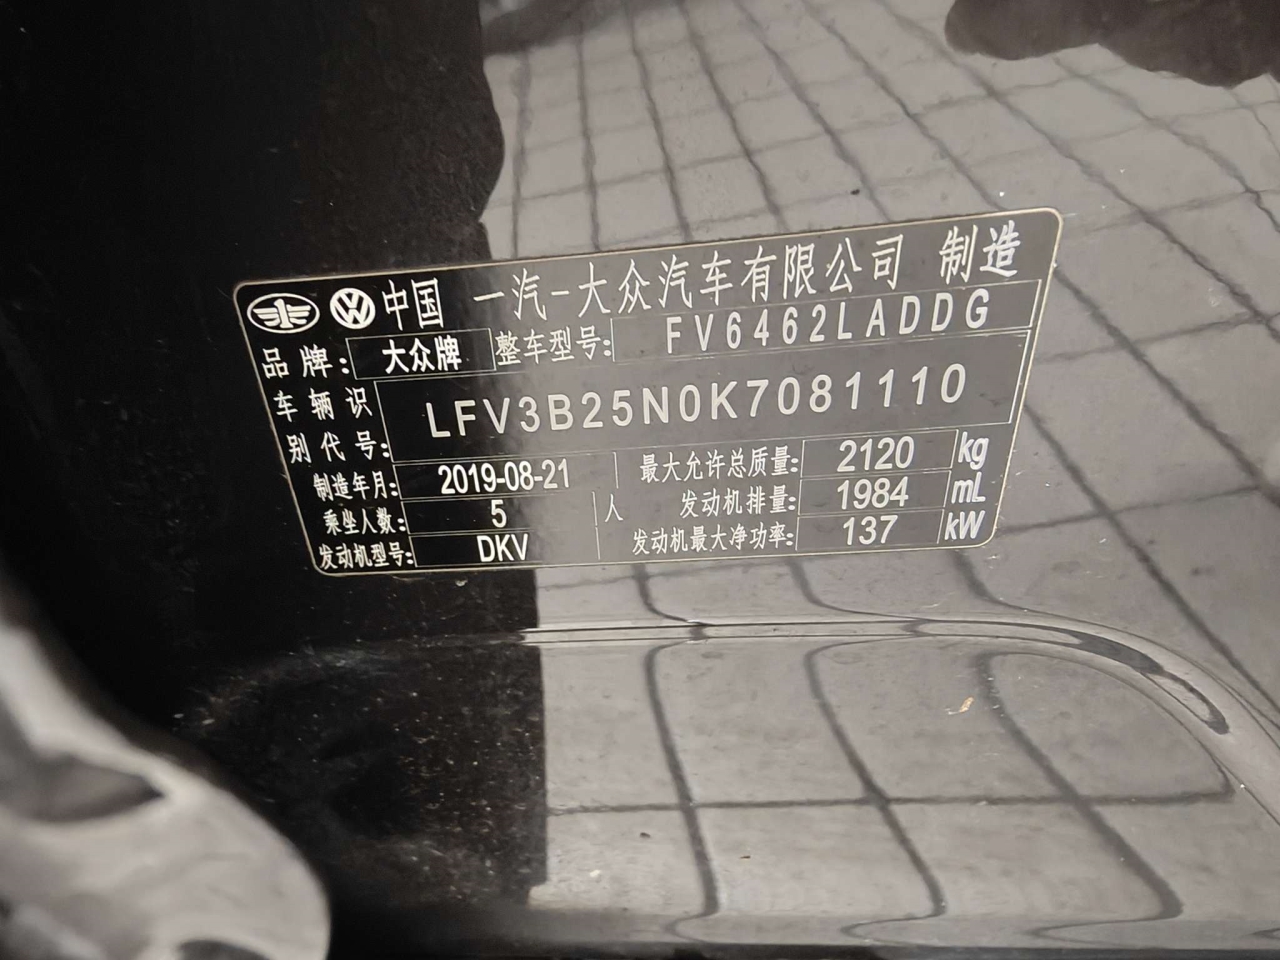 中国 一汽-大众汽车有限公司 制造
品牌: 大众牌 整车型号: FV6462LADDG
车辆识别代号: LFV3B25N0K7081110
制造年月: 2019-08-21 最大允许总质量: 2120 kg
乘坐人数: 5 人 发动机排量: 1984 mL
发动机型号: DKV 发动机最大净功率: 137 kW